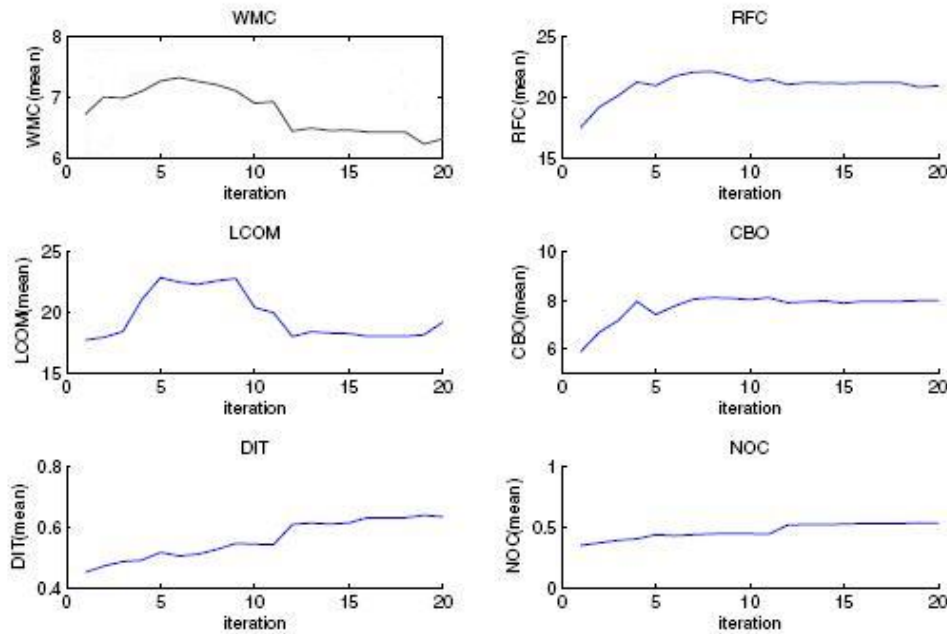 WMC
8
7
6
0
5
10
15
20
WMC (mean)
iteration
RFC
25
20
15
0
5
10
15
20
RFC(mean)
iteration
LCOM
25
20
15
0
5
10
15
20
LCOM(mean)
iteration
CBO
10
8
6
0
5
10
15
20
CBO(mean)
iteration
DIT
0.8
0.6
0.4
0
5
10
15
20
DIT(mean)
iteration
NOC
1
0.5
0
0
5
10
15
20
NOC(mean)
iteration